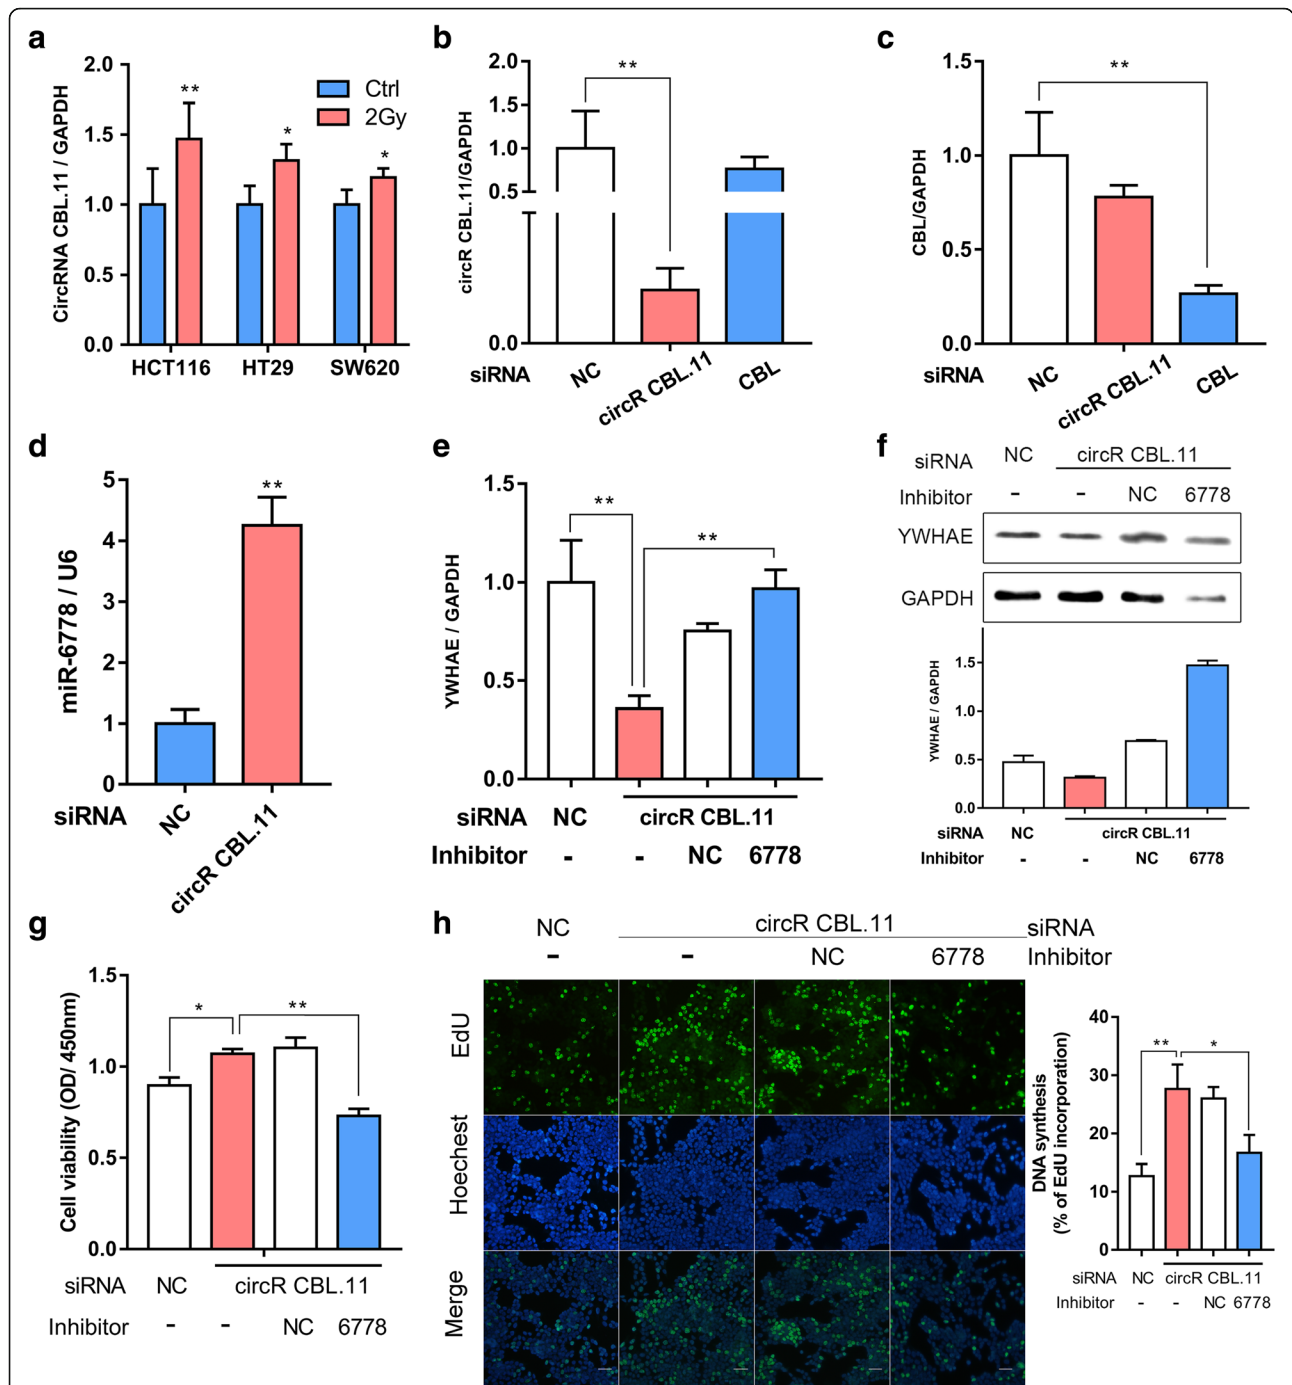 a
CircRNA CBL.11 / GAPDH
2.0
1.5
1.0
0.5
0.0
**
*
*
Ctrl
2Gy
HCT116 HT29 SW620
b
circR CBL.11/GAPDH
2.0
1.5
1.0
0.5
0.0
**
siRNA NC circR CBL.11 CBL
c
CBL/GAPDH
1.5
1.0
0.5
0.0
**
siRNA NC circR CBL.11 CBL
d
miR-6778 / U6
5
4
3
2
1
0
**
siRNA NC circR CBL.11
e
YWHAE / GAPDH
1.5
1.0
0.5
0.0
**
**
siRNA NC circR CBL.11
Inhibitor - - NC 6778
f
siRNA NC circR CBL.11
Inhibitor - - NC 6778
YWHAE
GAPDH
YWHAE / GAPDH
1.5
1.0
0.5
0.0
siRNA NC circR CBL.11
Inhibitor - - NC 6778
g
Cell viability (OD/ 450nm)
1.5
1.0
0.5
0.0
*
**
siRNA NC circR CBL.11
Inhibitor - - NC 6778
h
NC circR CBL.11 siRNA
- - NC 6778 Inhibitor
EdU
Hoechest
Merge
DNA synthesis
(% of EdU incorporation)
40
30
20
10
0
**
*
siRNA NC circR CBL.11
Inhibitor - - NC 6778